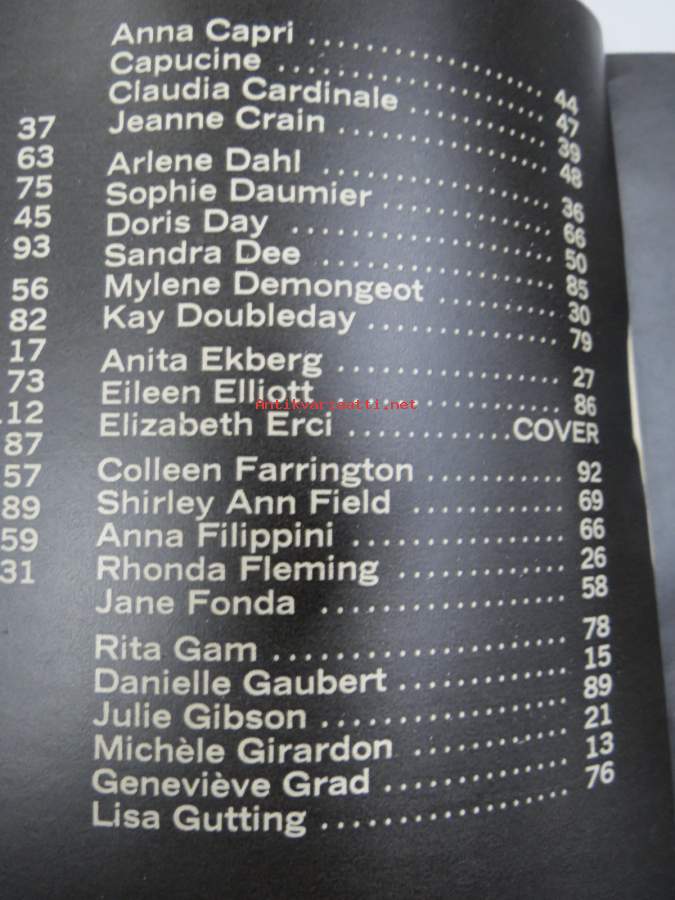 37
63
75
45
93
56
82
17
73
.12
87
57
89
59
31
Anna Capri .................... 44
Capucine .................... 47
Claudia Cardinale ............ 39
Jeanne Crain ................ 48
Arlene Dahl ................. 36
Sophie Daumier ............ 66
Doris Day ................... 50
Sandra Dee ................. 85
Mylene Demongeot ......... 30
Kay Doubleday ............. 79
Anita Ekberg ................ 27
Eileen Elliott ................ 86
Elizabeth Erci ............. COVER
Colleen Farrington ........... 92
Shirley Ann Field ............ 69
Anna Filippini ................ 66
Rhonda Fleming ............ 26
Jane Fonda .................. 58
Rita Gam .................... 78
Danielle Gaubert ............ 15
Julie Gibson ................. 89
Michèle Girardon ............ 21
Geneviève Grad ............. 13
Lisa Gutting ................. 76
Antikvariaatti.net